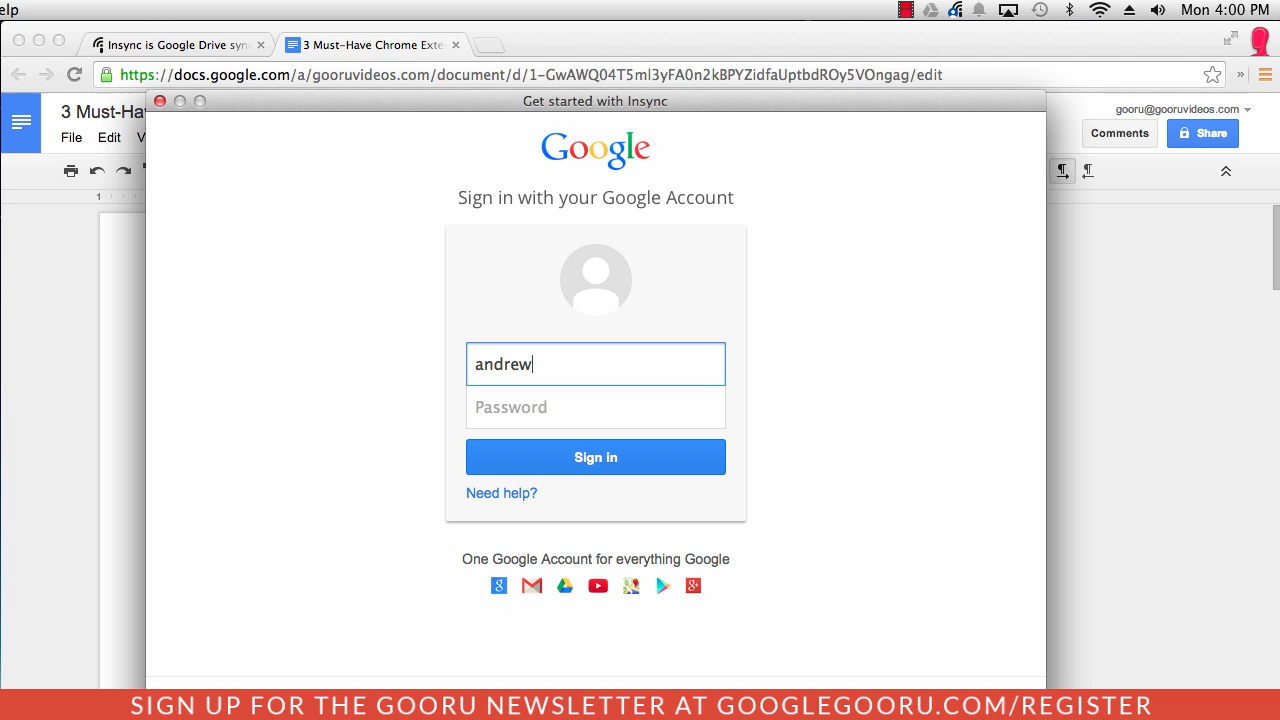 elp
Mon 4:00 PM
Insync is Google Drive syn
3 Must-Have Chrome Exte
https://docs.google.com/a/gooruvideos.com/document/d/1-GwAWQ04T5ml3yFA0n2kBPYZidfaUptbdROy5VOngag/edit
Get started with Insync
3 Must-Ha
gooru@gooruvideos.com
File Edit V
Comments
Share
1
Google
Sign in with your Google Account
andrew
Password
Sign in
Need help?
One Google Account for everything Google
SIGN UP FOR THE GOORU NEWSLETTER AT GOOGLEGOORU.COM/REGISTER